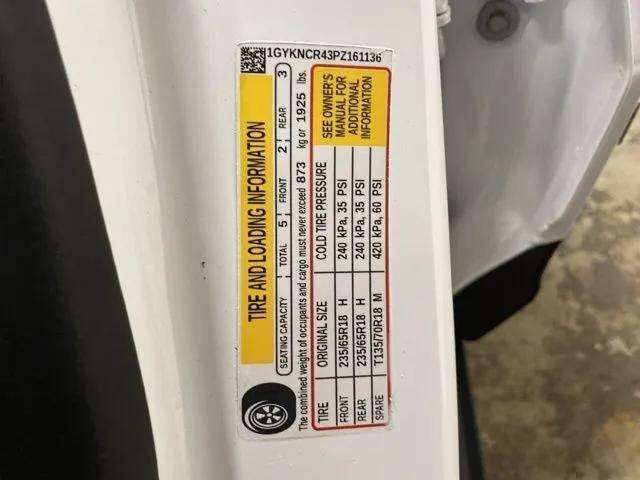 1GYKNCR43PZ161136
TIRE AND LOADING INFORMATION
SEATING CAPACITY TOTAL 5 FRONT 2 REAR 3
The combined weight of occupants and cargo must never exceed 873 kg or 1925 lbs.
TIRE ORIGINAL SIZE COLD TIRE PRESSURE
FRONT 235/65R18 H 240 kPa, 35 PSI
REAR 235/65R18 H 240 kPa, 35 PSI
SPARE T135/70R18 M 420 kPa, 60 PSI
SEE OWNER'S
MANUAL FOR
ADDITIONAL
INFORMATION